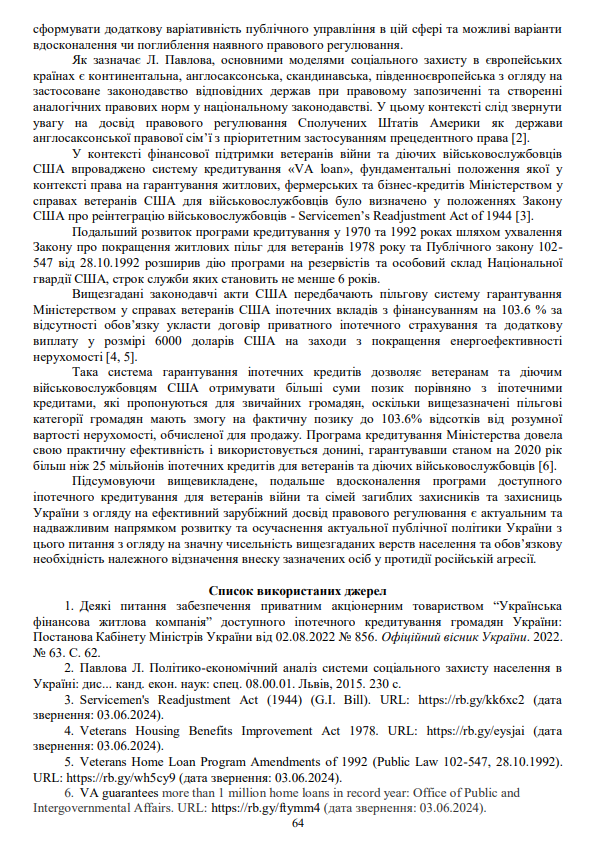 сформувати додаткову варіативність публічного управління в цій сфері та можливі варіанти
вдосконалення чи поглиблення наявного правового регулювання.
Як зазначає Л. Павлова, основними моделями соціального захисту в європейських
країнах є континентальна, англосаксонська, скандинавська, південноєвропейська з огляду на
застосоване законодавство відповідних держав при правовому запозиченні та створенні
аналогічних правових норм у національному законодавстві. У цьому контексті слід звернути
увагу на досвід правового регулювання Сполучених Штатів Америки як держави
англосаксонської правової сім’ї з пріоритетним застосуванням прецедентного права [2].
У контексті фінансової підтримки ветеранів війни та діючих військовослужбовців
США впроваджено систему кредитування «VA loan», фундаментальні положення якої у
контексті права на гарантування житлових, фермерських та бізнес-кредитів Міністерством у
справах ветеранів США для військовослужбовців було визначено у положеннях Закону
США про реінтеграцію військовослужбовців - Servicemen’s Readjustment Act of 1944 [3].
Подальший розвиток програми кредитування у 1970 та 1992 роках шляхом ухвалення
Закону про покращення житлових пільг для ветеранів 1978 року та Публічного закону 102-
547 від 28.10.1992 розширив дію програми на резервістів та особовий склад Національної
гвардії США, строк служби яких становить не менше 6 років.
Вищезгадані законодавчі акти США передбачають пільгову систему гарантування
Міністерством у справах ветеранів США іпотечних вкладів з фінансуванням на 103.6 % за
відсутності обов’язку укласти договір приватного іпотечного страхування та додаткову
виплату у розмірі 6000 доларів США на заходи з покращення енергоефективності
нерухомості [4, 5].
Така система гарантування іпотечних кредитів дозволяє ветеранам та діючим
військовослужбовцям США отримувати більші суми позик порівняно з іпотечними
кредитами, які пропонуються для звичайних громадян, оскільки вищезазначені пільгові
категорії громадян мають змогу на фактичну позику до 103.6% відсотків від розумної
вартості нерухомості, обчисленої для продажу. Програма кредитування Міністерства довела
свою практичну ефективність і використовується донині, гарантувавши станом на 2020 рік
більш ніж 25 мільйонів іпотечних кредитів для ветеранів та діючих військовослужбовців [6].
Підсумовуючи вищевикладене, подальше вдосконалення програми доступного
іпотечного кредитування для ветеранів війни та сімей загиблих захисників та захисниць
України з огляду на ефективний зарубіжний досвід правового регулювання є актуальним та
надважливим напрямком розвитку та осучаснення актуальної публічної політики України з
цього питання з огляду на значну чисельність вищезгаданих верств населення та обов’язкову
необхідність належного відзначення внеску зазначених осіб у протидії російській агресії.
Список використаних джерел
1. Деякі питання забезпечення приватним акціонерним товариством “Українська
фінансова житлова компанія” доступного іпотечного кредитування громадян України:
Постанова Кабінету Міністрів України від 02.08.2022 № 856. Офіційний вісник України. 2022.
№ 63. С. 62.
2. Павлова Л. Політико-економічний аналіз системи соціального захисту населення в
Україні: дис... канд. екон. наук: спец. 08.00.01. Львів, 2015. 230 с.
3. Servicemen's Readjustment Act (1944) (G.I. Bill). URL: https://rb.gy/kk6xc2 (дата
звернення: 03.06.2024).
4. Veterans Housing Benefits Improvement Act 1978. URL: https://rb.gy/eysjai (дата
звернення: 03.06.2024).
5. Veterans Home Loan Program Amendments of 1992 (Public Law 102-547, 28.10.1992).
URL: https://rb.gy/wh5cy9 (дата звернення: 03.06.2024).
6. VA guarantees more than 1 million home loans in record year: Office of Public and
Intergovernmental Affairs. URL: https://rb.gy/ftymm4 (дата звернення: 03.06.2024).
64